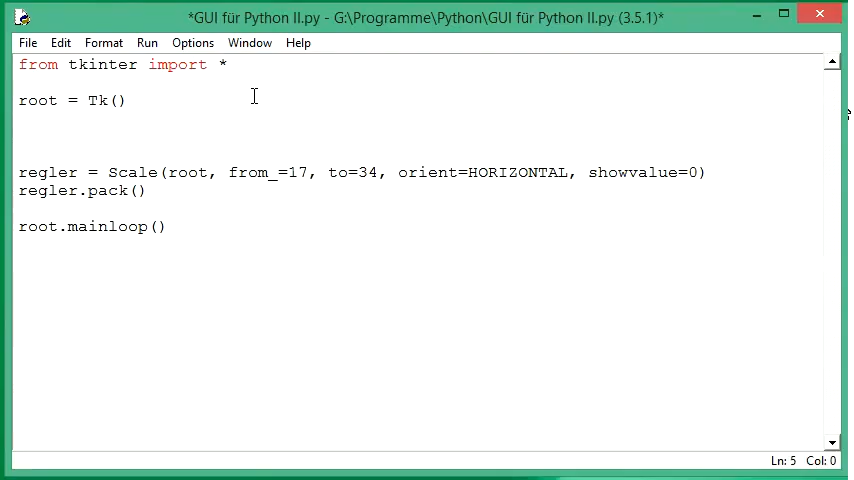 *GUI für Python II.py - G:\Programme\Python\GUI für Python II.py (3.5.1)*
File Edit Format Run Options Window Help
from tkinter import *
root = Tk()
regler = Scale(root, from_=17, to=34, orient=HORIZONTAL, showvalue=0)
regler.pack()
root.mainloop()
Ln: 5 Col: 0